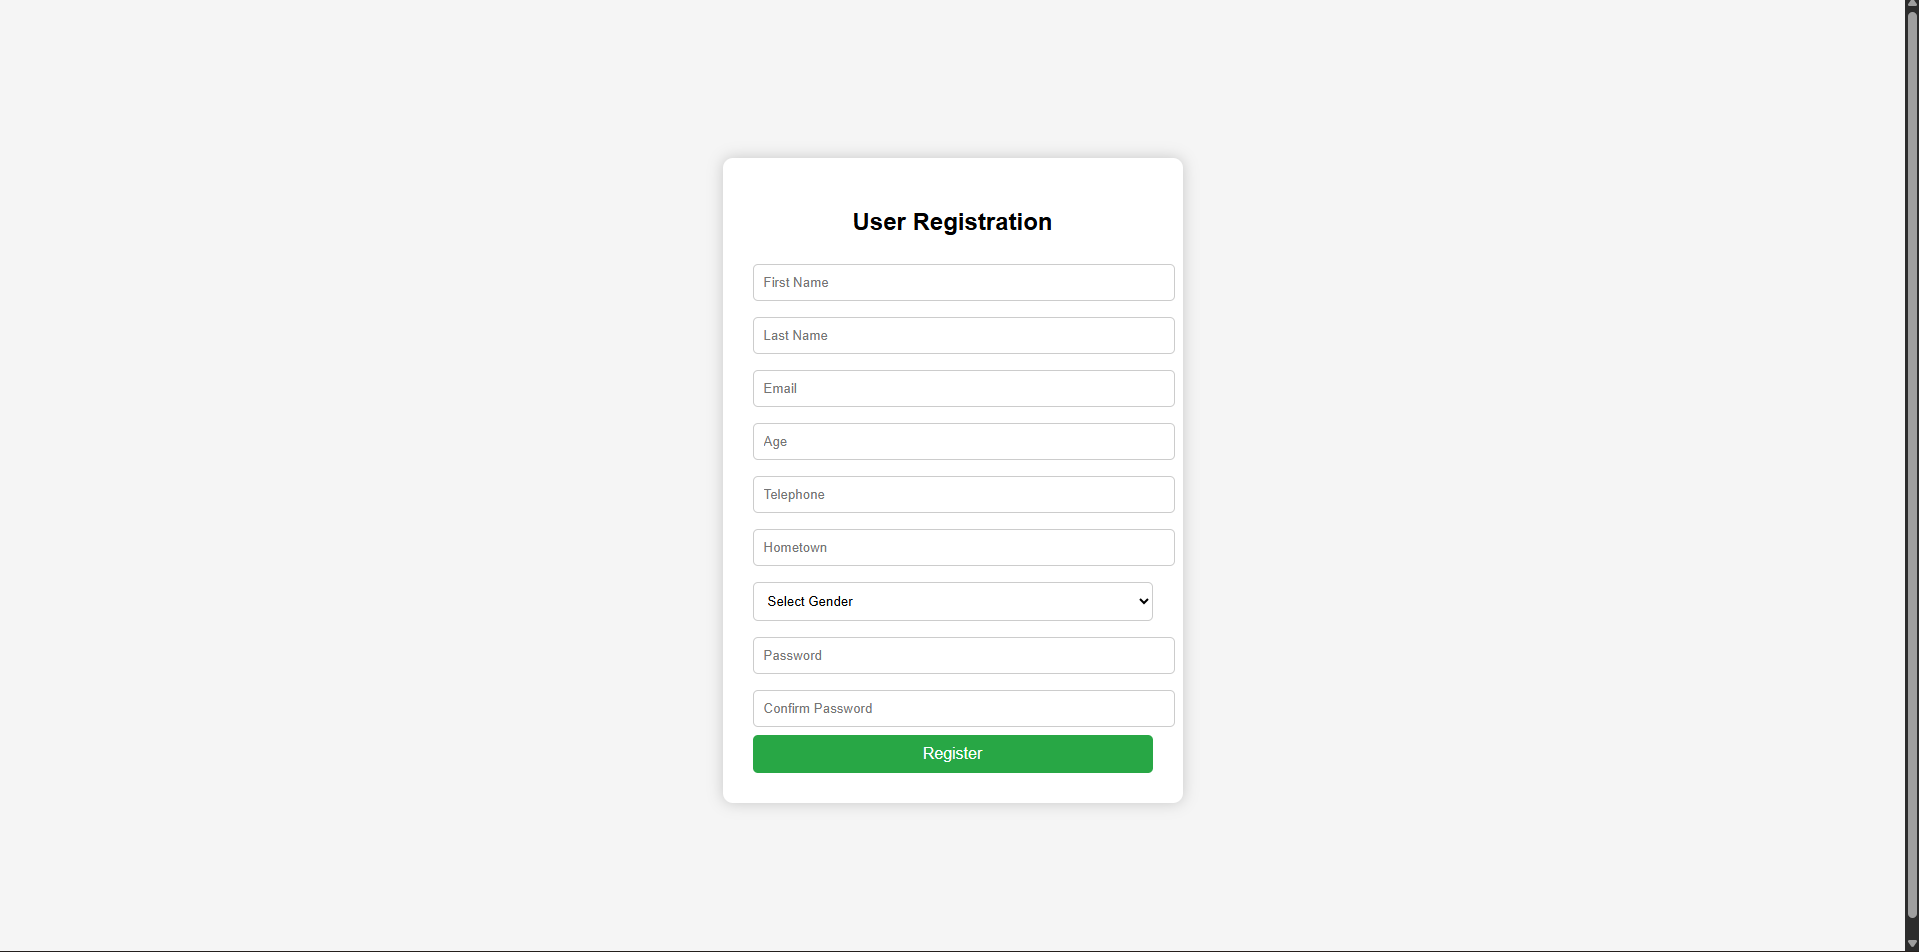 User Registration
First Name
Last Name
Email
Age
Telephone
Hometown
Select Gender
Password
Confirm Password
Register